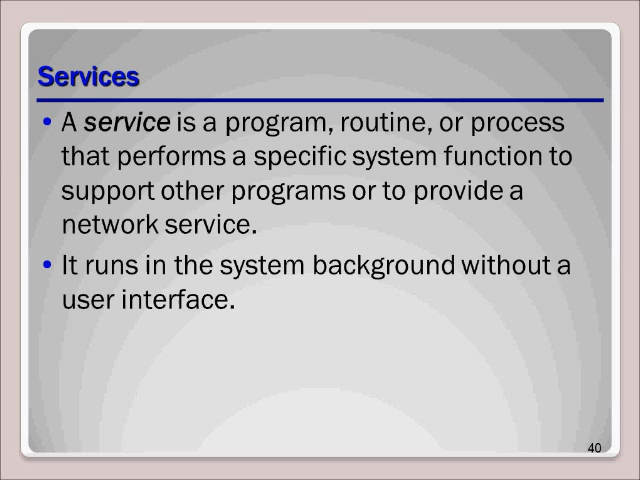 Services
• A service is a program, routine, or process
that performs a specific system function to
support other programs or to provide a
network service.
• It runs in the system background without a
user interface.
40